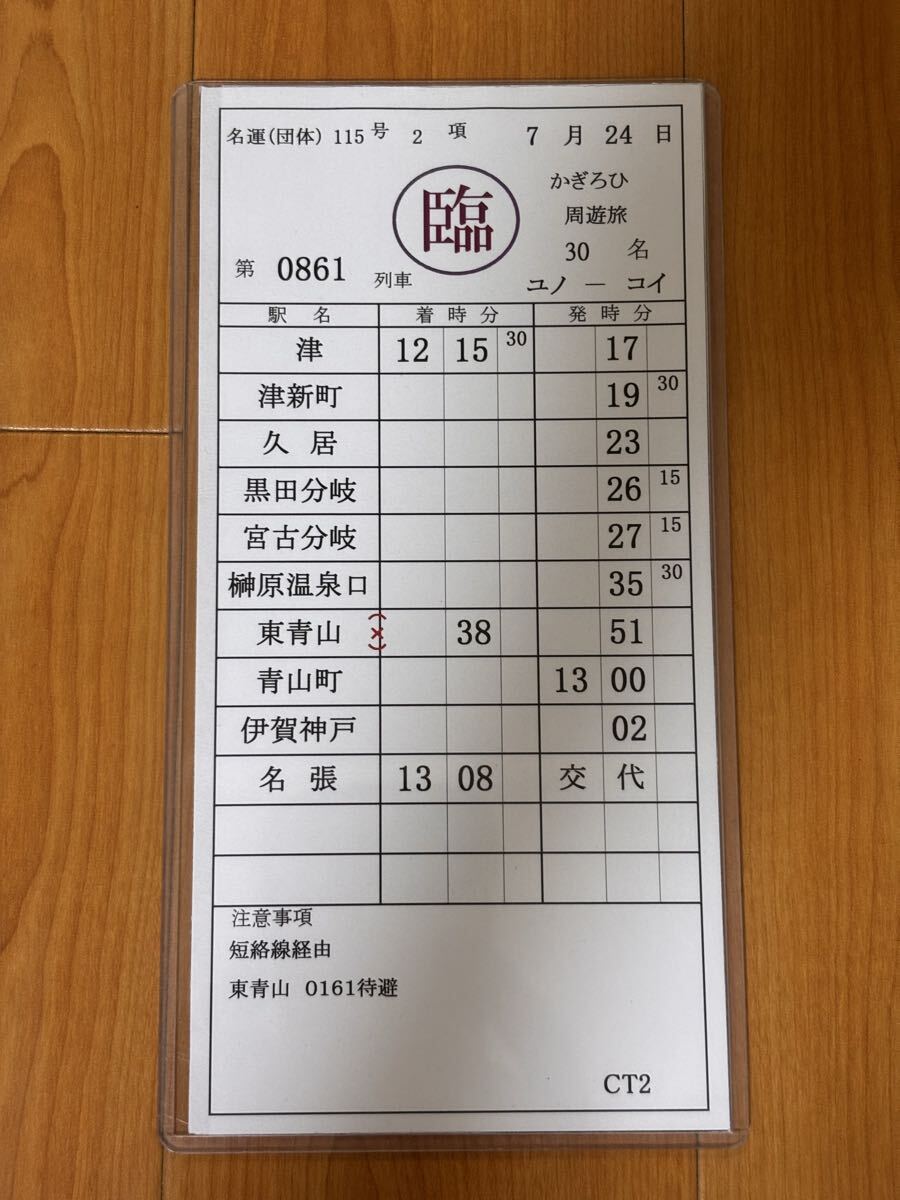 名運(団体) 115 号 2 項 7 月 24 日
臨
かぎろひ
周遊旅
30 名
第 0861 列車
ユノ － コイ
駅 名 着 時 分 発 時 分
津 12 15 30 17
津新町 19 30
久 居 23
黒田分岐 26 15
宮古分岐 27 15
榊原温泉口 35 30
東青山 (×) 38 51
青山町 13 00
伊賀神戸 02
名 張 13 08 交 代
注意事項
短絡線経由
東青山 0161待避
CT2